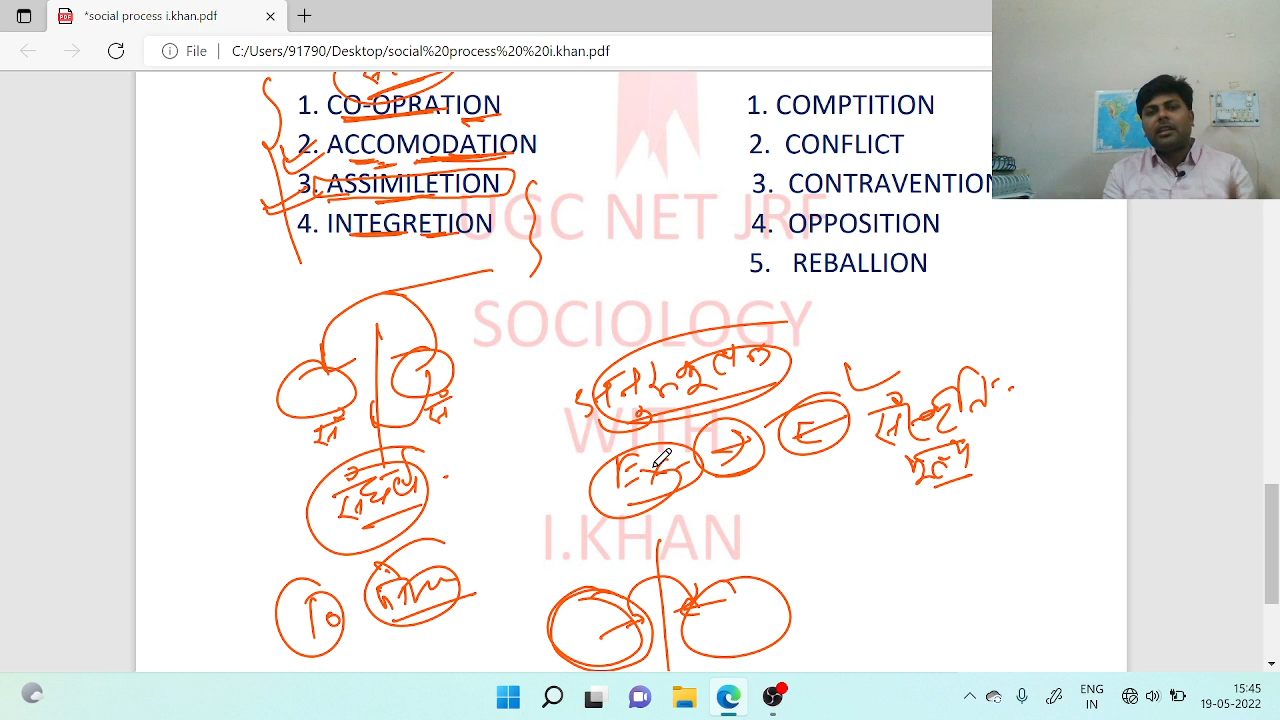 *social process i.khan.pdf
File
C:/Users/91790/Desktop/social%20process%20%20i.khan.pdf
1. CO-OPRATION
2. ACCOMODATION
3. ASSIMILETION
4. INTEGRETION
1. COMPTITION
2. CONFLICT
3. CONTRAVENTION
4. OPPOSITION
5. REBALLION
UGC NET JRF
SOCIOLOGY
WITH
I.KHAN
संघर्ष
मूल्य
E
ENG
IN
15:45
19-05-2022